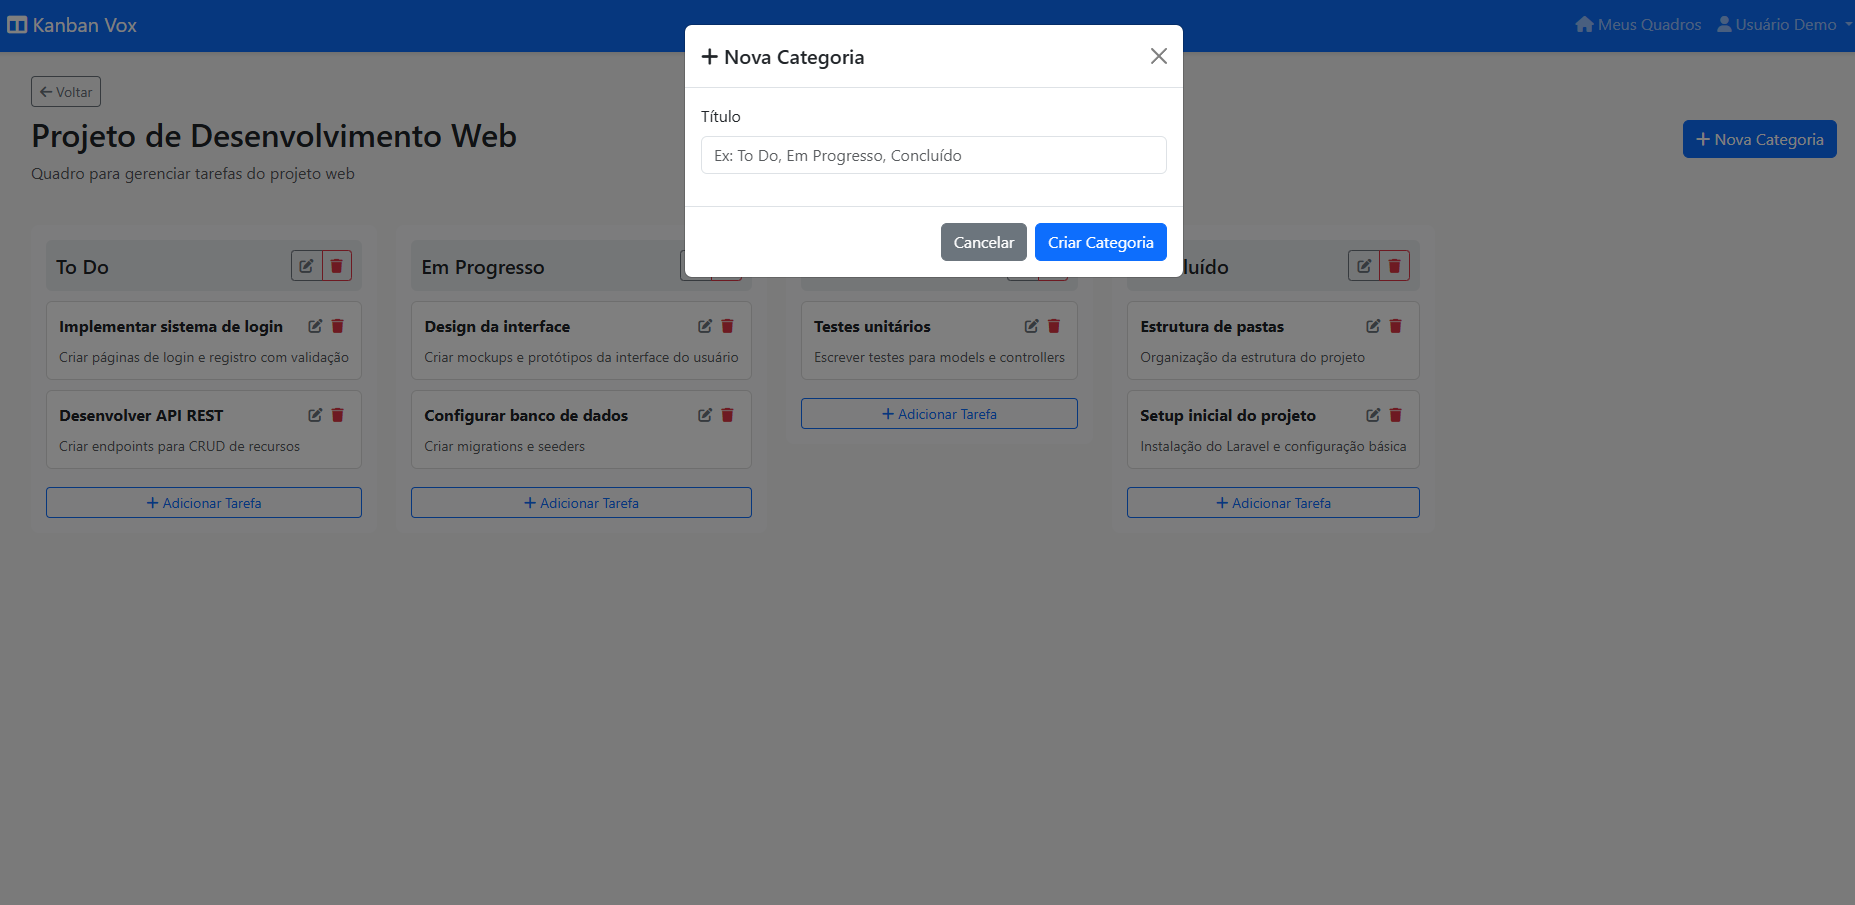 Kanban Vox
Meus Quadros
Usuário Demo
Nova Categoria
Título
Ex: To Do, Em Progresso, Concluído
Cancelar
Criar Categoria
Voltar
Projeto de Desenvolvimento Web
Quadro para gerenciar tarefas do projeto web
Nova Categoria
To Do
Implementar sistema de login
Criar páginas de login e registro com validação
Desenvolver API REST
Criar endpoints para CRUD de recursos
Adicionar Tarefa
Em Progresso
Design da interface
Criar mockups e protótipos da interface do usuário
Configurar banco de dados
Criar migrations e seeders
Adicionar Tarefa
Testes unitários
Escrever testes para models e controllers
Adicionar Tarefa
luído
Estrutura de pastas
Organização da estrutura do projeto
Setup inicial do projeto
Instalação do Laravel e configuração básica
Adicionar Tarefa